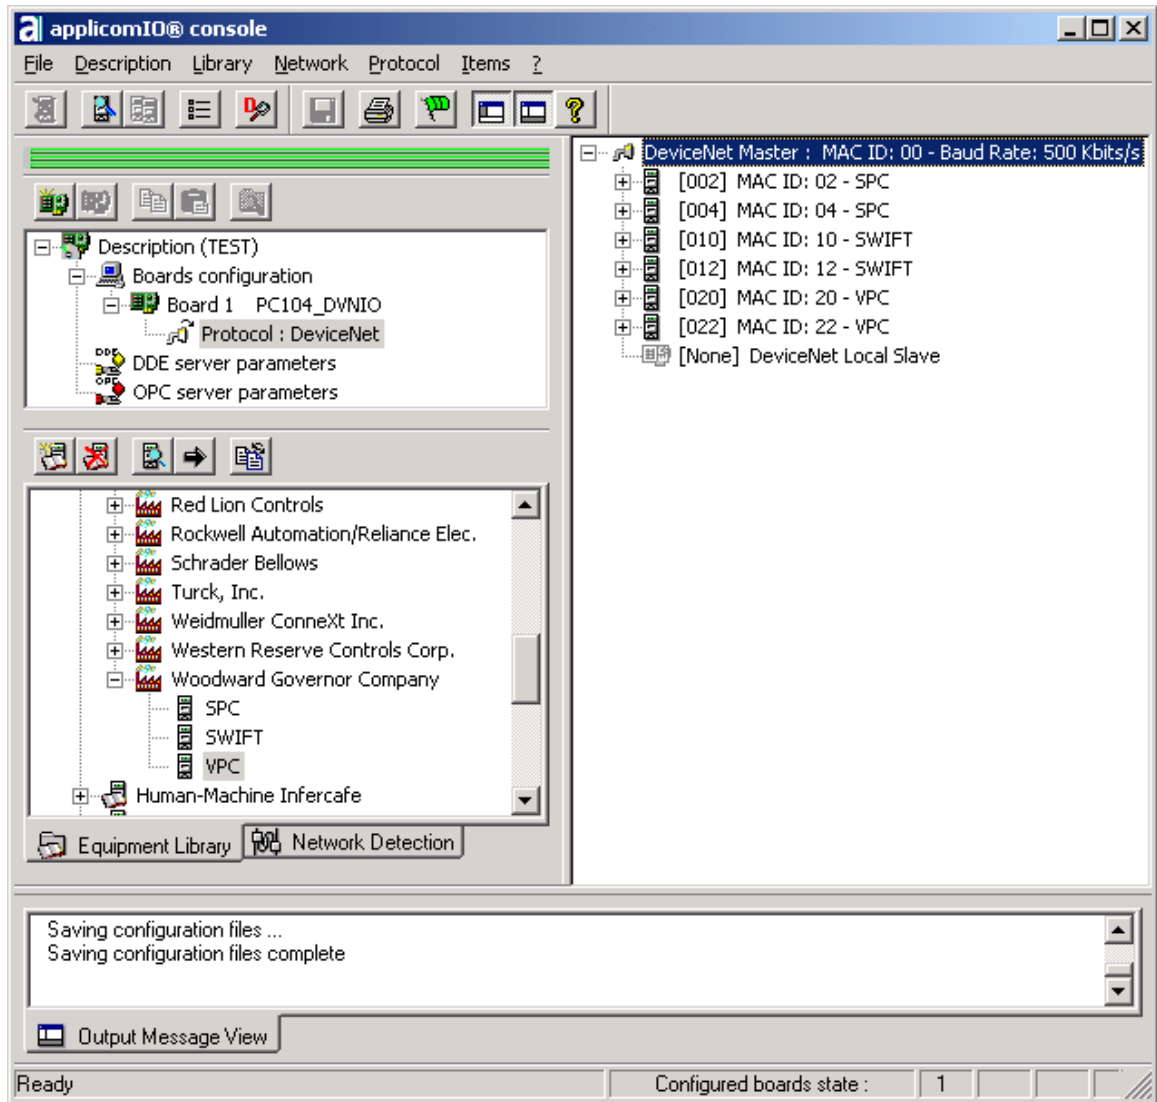 applicomIO® console
File Description Library Network Protocol Items ?
Description (TEST)
Boards configuration
Board 1 PC104_DVNIO
Protocol : DeviceNet
DDE
DDE server parameters
OPC
OPC server parameters
Red Lion Controls
Rockwell Automation/Reliance Elec.
Schrader Bellows
Turck, Inc.
Weidmuller ConneXt Inc.
Western Reserve Controls Corp.
Woodward Governor Company
SPC
SWIFT
VPC
Human-Machine Infercafe
Equipment Library Network Detection
DeviceNet Master : MAC ID: 00 - Baud Rate: 500 Kbits/s
[002] MAC ID: 02 - SPC
[004] MAC ID: 04 - SPC
[010] MAC ID: 10 - SWIFT
[012] MAC ID: 12 - SWIFT
[020] MAC ID: 20 - VPC
[022] MAC ID: 22 - VPC
[None] DeviceNet Local Slave
Saving configuration files ...
Saving configuration files complete
Output Message View
Ready Configured boards state : 1